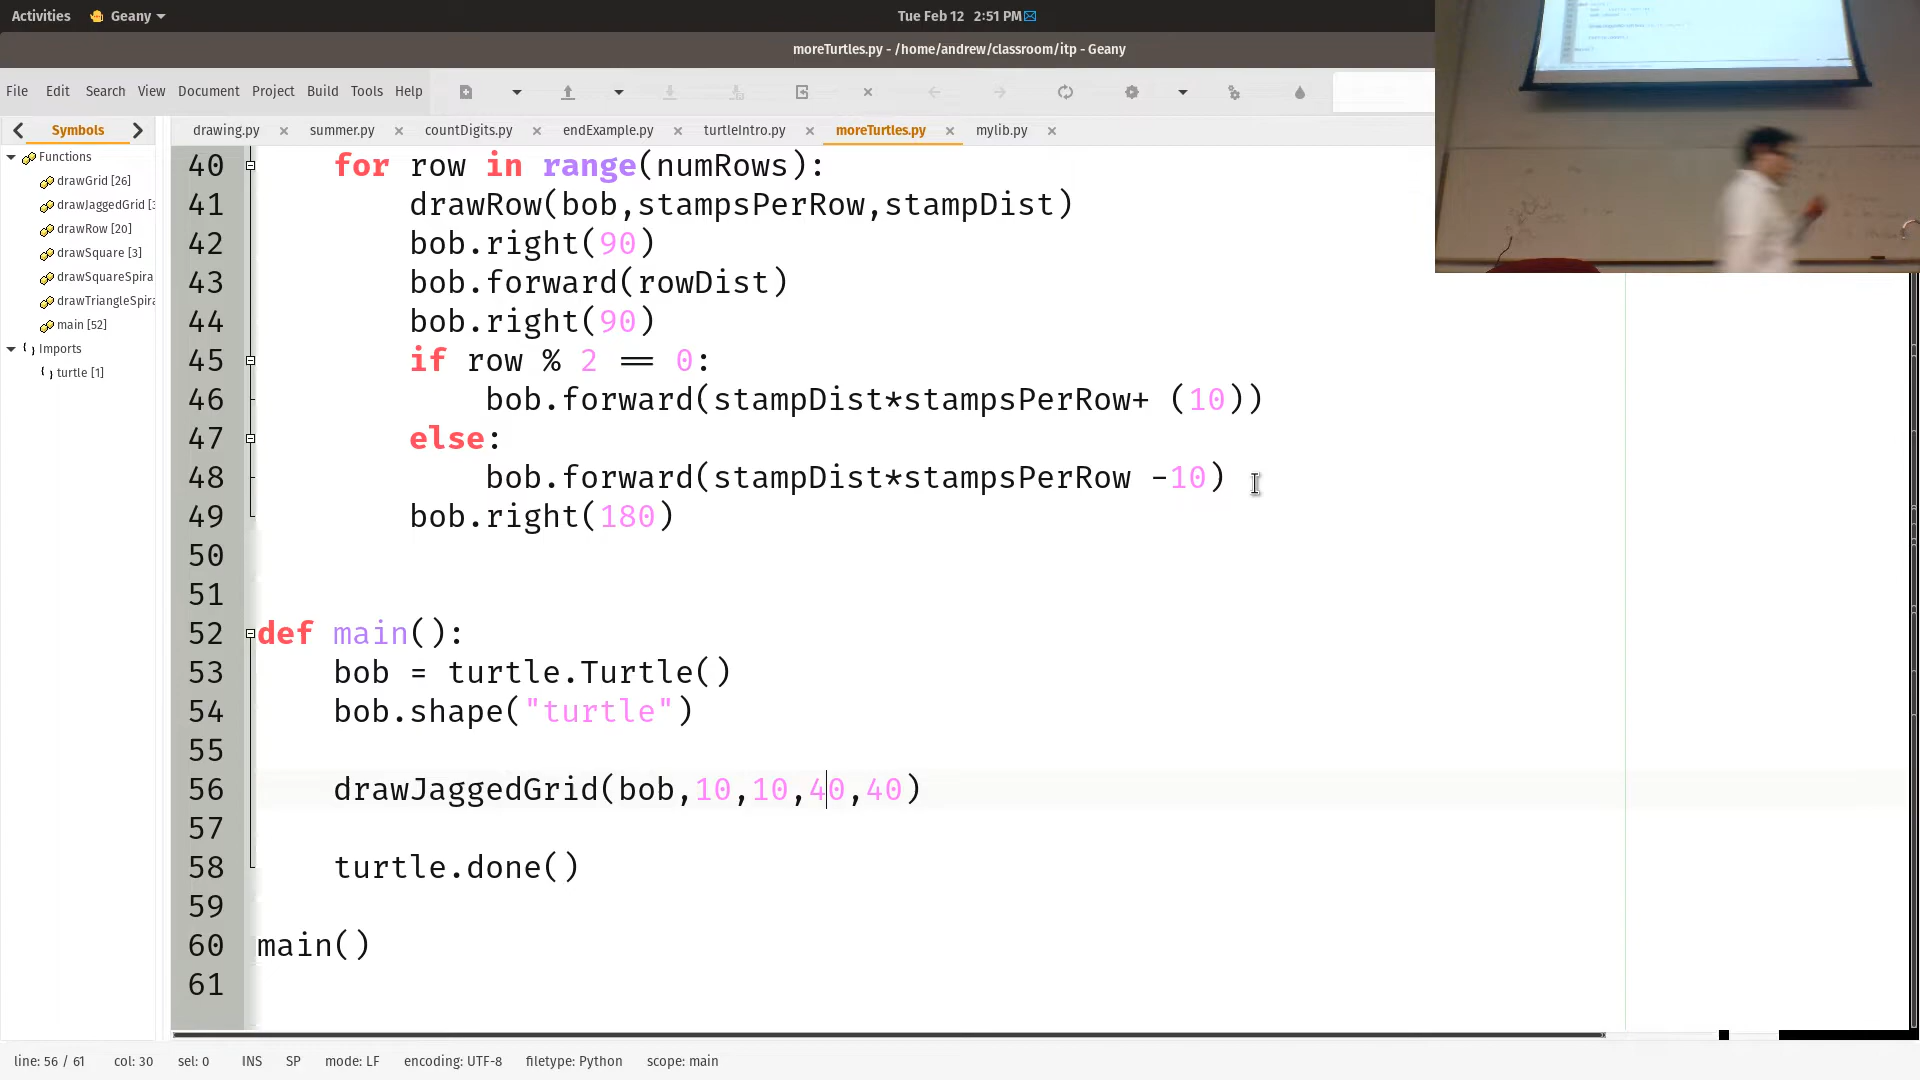 Activities Geany Tue Feb 12 2:51 PM
moreTurtles.py - /home/andrew/classroom/itp - Geany
File Edit Search View Document Project Build Tools Help
Symbols drawing.py summer.py countDigits.py endExample.py turtleIntro.py moreTurtles.py mylib.py
Functions
drawGrid [26]
drawJaggedGrid [3
drawRow [20]
drawSquare [3]
drawSquareSpira
drawTriangleSpira
main [52]
Imports
turtle [1]
40 for row in range(numRows):
41 drawRow(bob,stampsPerRow,stampDist)
42 bob.right(90)
43 bob.forward(rowDist)
44 bob.right(90)
45 if row % 2 == 0:
46 bob.forward(stampDist*stampsPerRow+ (10))
47 else:
48 bob.forward(stampDist*stampsPerRow -10)
49 bob.right(180)
50
51
52 def main():
53 bob = turtle.Turtle()
54 bob.shape("turtle")
55
56 drawJaggedGrid(bob,10,10,40,40)
57
58 turtle.done()
59
60 main()
61
line: 56 / 61 col: 30 sel: 0 INS SP mode: LF encoding: UTF-8 filetype: Python scope: main